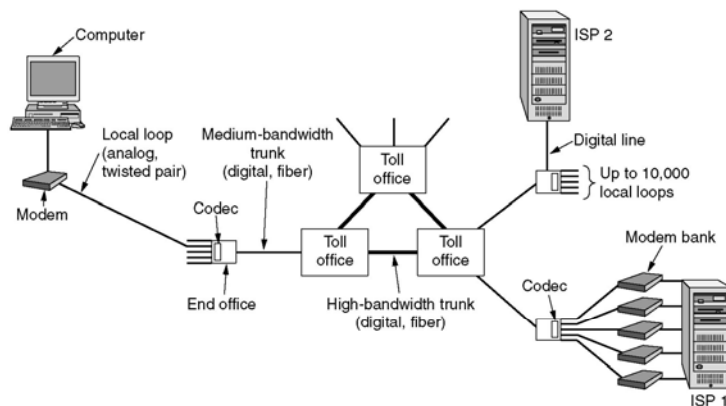 Computer
ISP 2
Local loop
(analog,
twisted pair)
Medium-bandwidth
trunk
(digital, fiber)
Toll
office
Digital line
Up to 10,000
local loops
Modem
Codec
Toll
office
Toll
office
Modem bank
End office
High-bandwidth trunk
(digital, fiber)
Codec
ISP 1